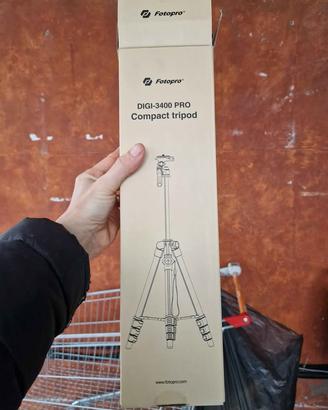 Fotopro
Fotopro
DIGI-3400 PRO
Compact tripod
www.fotopro.com